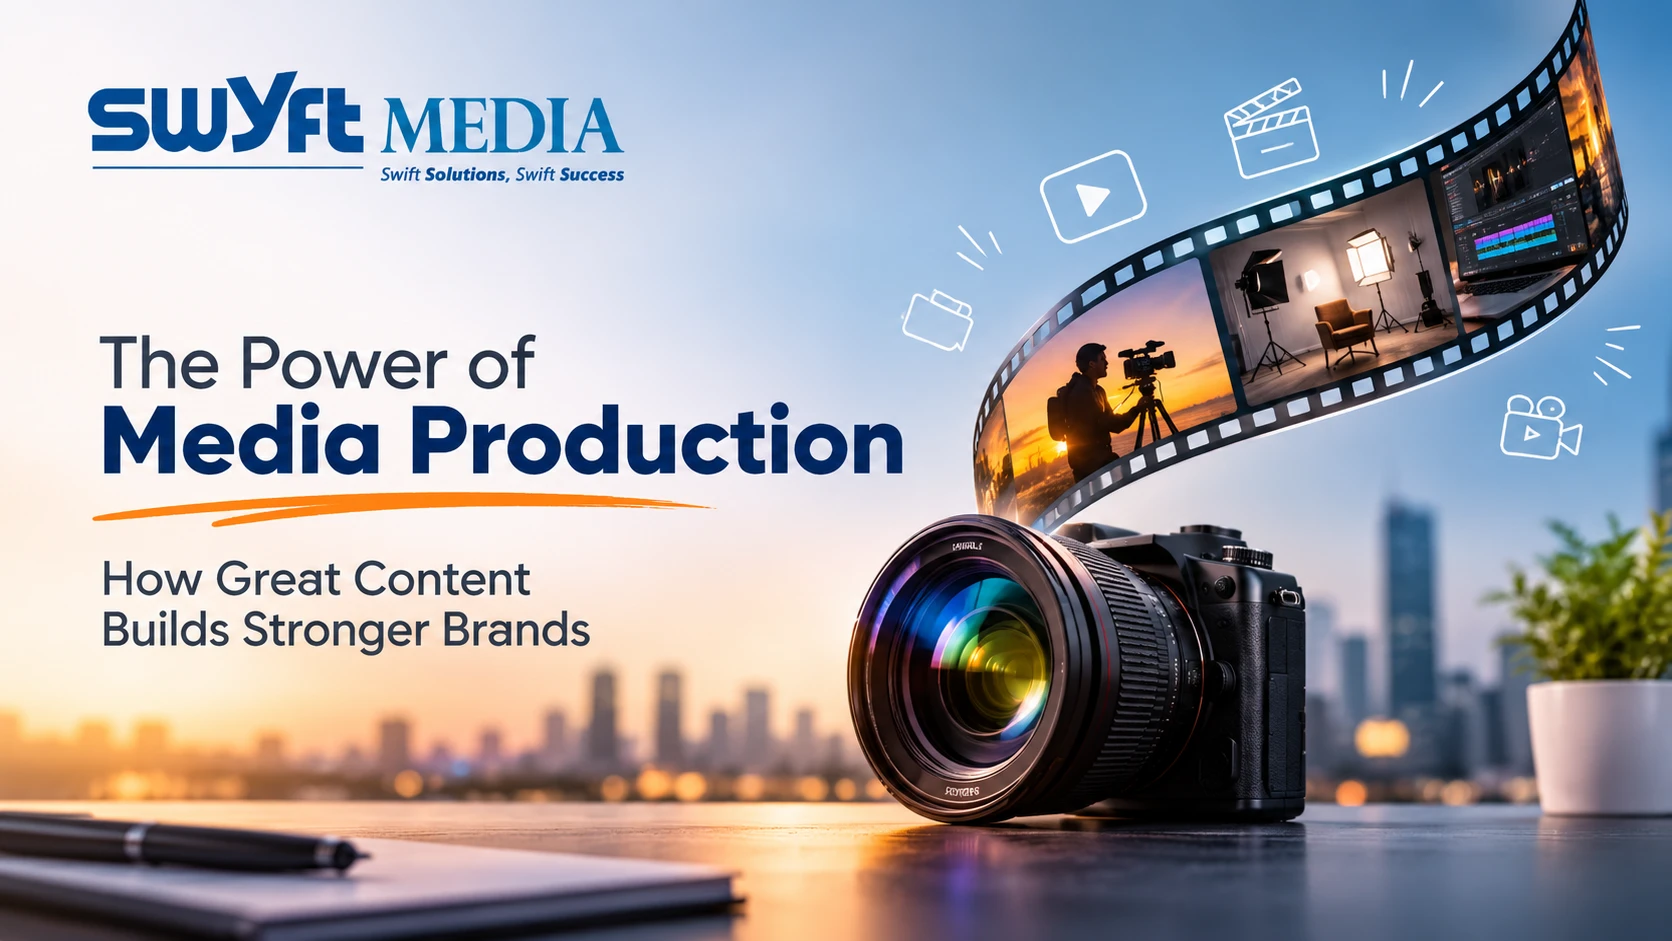 swyft MEDIA
Swift Solutions, Swift Success
The Power of
Media Production
How Great Content
Builds Stronger Brands